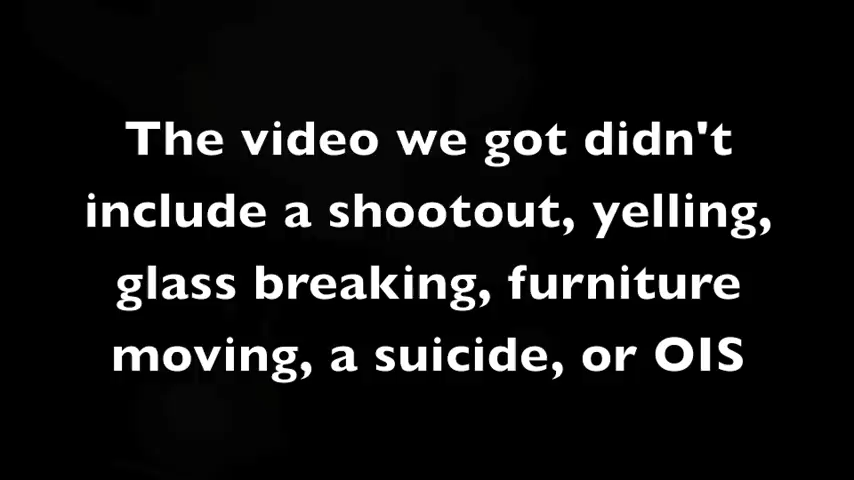 The video we got didn't
include a shootout, yelling,
glass breaking, furniture
moving, a suicide, or OIS